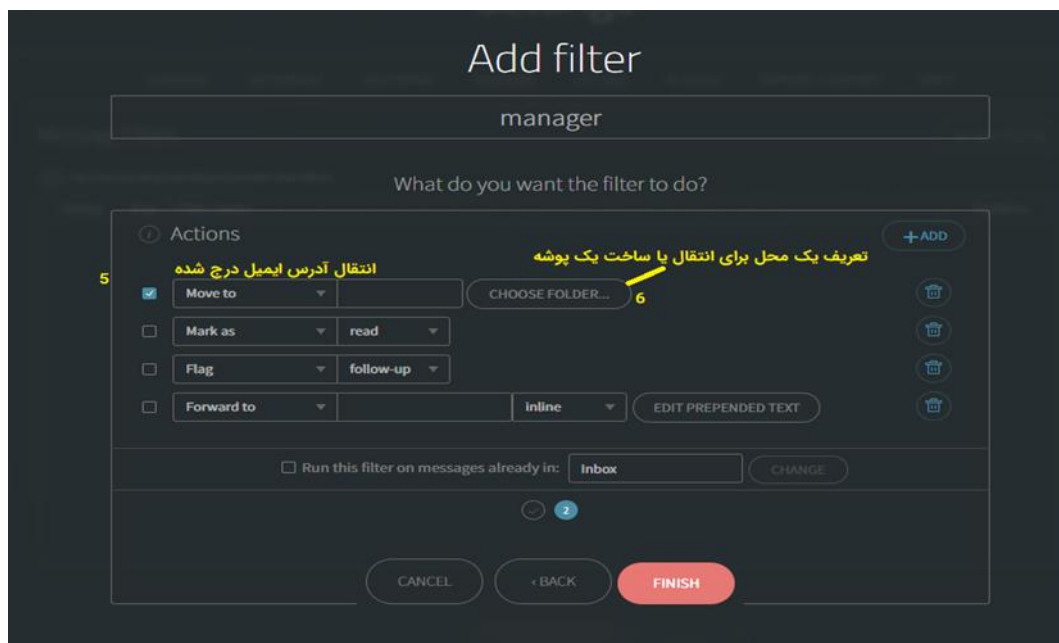 Add filter
manager
What do you want the filter to do?
Actions
+ ADD
تعریف یک محل برای انتقال یا ساخت یک پوشه
انتقال آدرس ایمیل درج شده
5
Move to
CHOOSE FOLDER...
6
Mark as read
Flag follow-up
Forward to inline EDIT PREPENDED TEXT
Run this filter on messages already in: Inbox CHANGE
2
CANCEL ‹ BACK FINISH